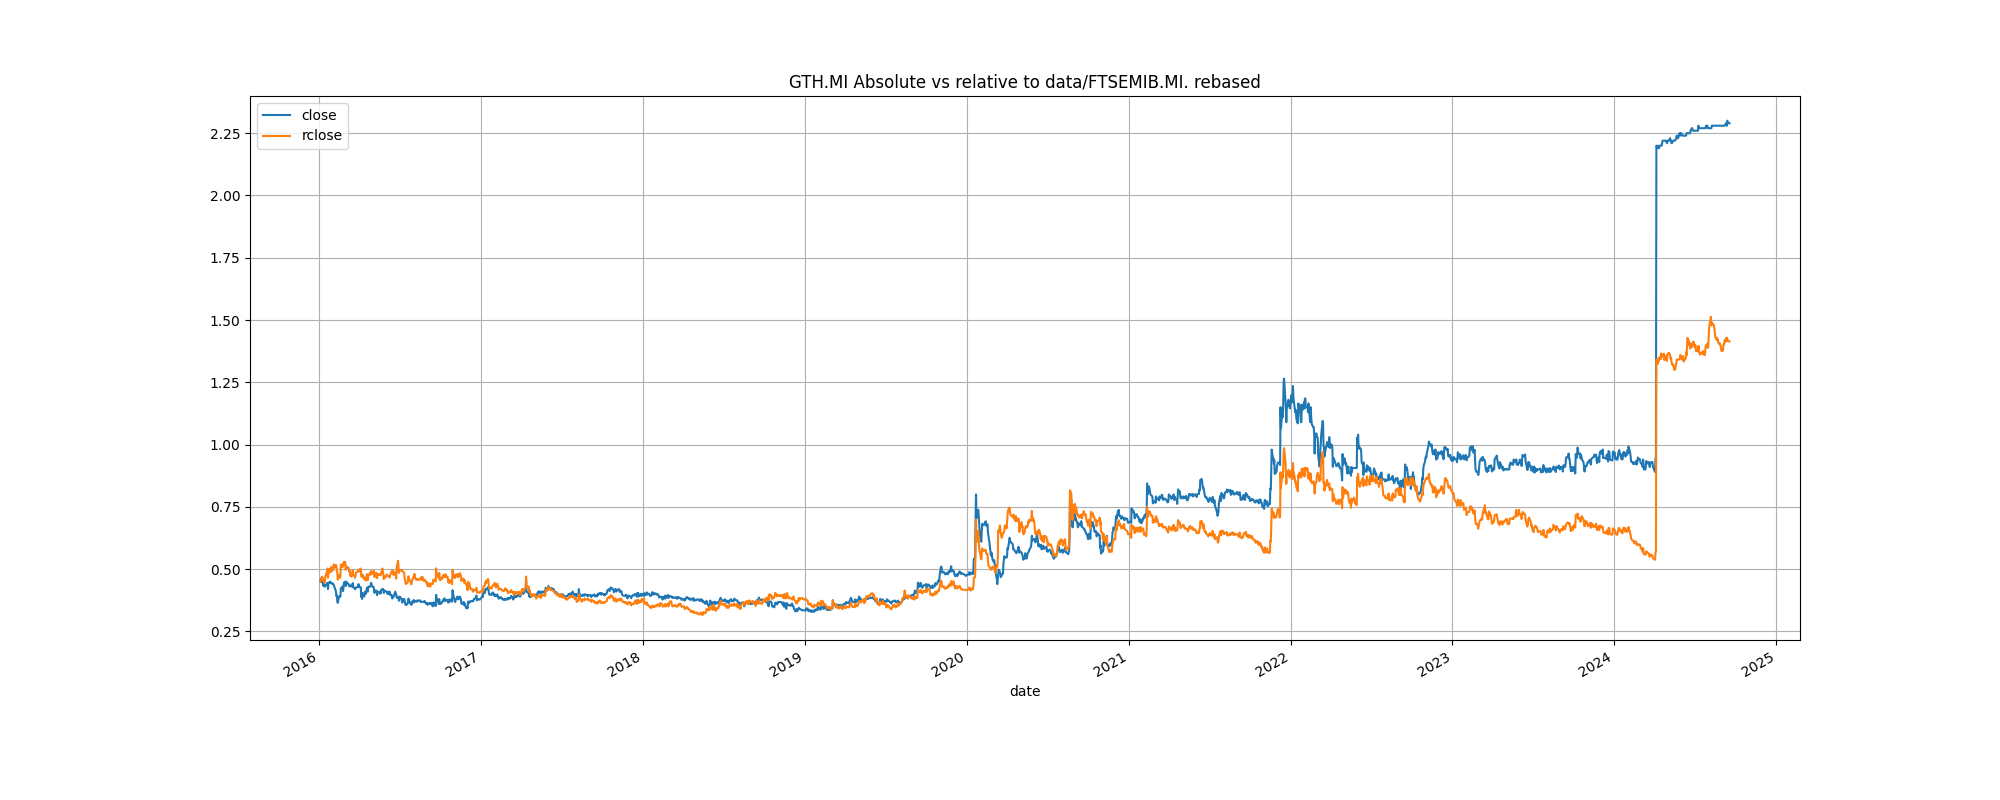 GTH.MI Absolute vs relative to data/FTSEMIB.MI. rebased
close
rclose
2.25
2.00
1.75
1.50
1.25
1.00
0.75
0.50
0.25
2016 2017 2018 2019 2020 2021 2022 2023 2024 2025
date